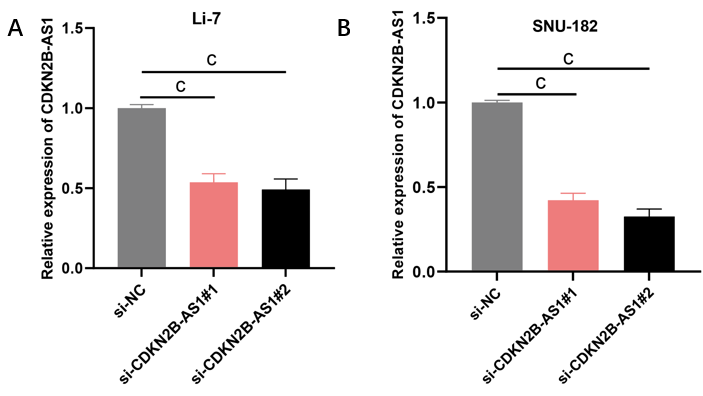 A
Li-7
Relative expression of CDKN2B-AS1
1.5
1.0
0.5
0.0
C
C
si-NC
si-CDKN2B-AS1#1
si-CDKN2B-AS1#2
B
SNU-182
Relative expression of CDKN2B-AS1
1.5
1.0
0.5
0.0
C
C
si-NC
si-CDKN2B-AS1#1
si-CDKN2B-AS1#2